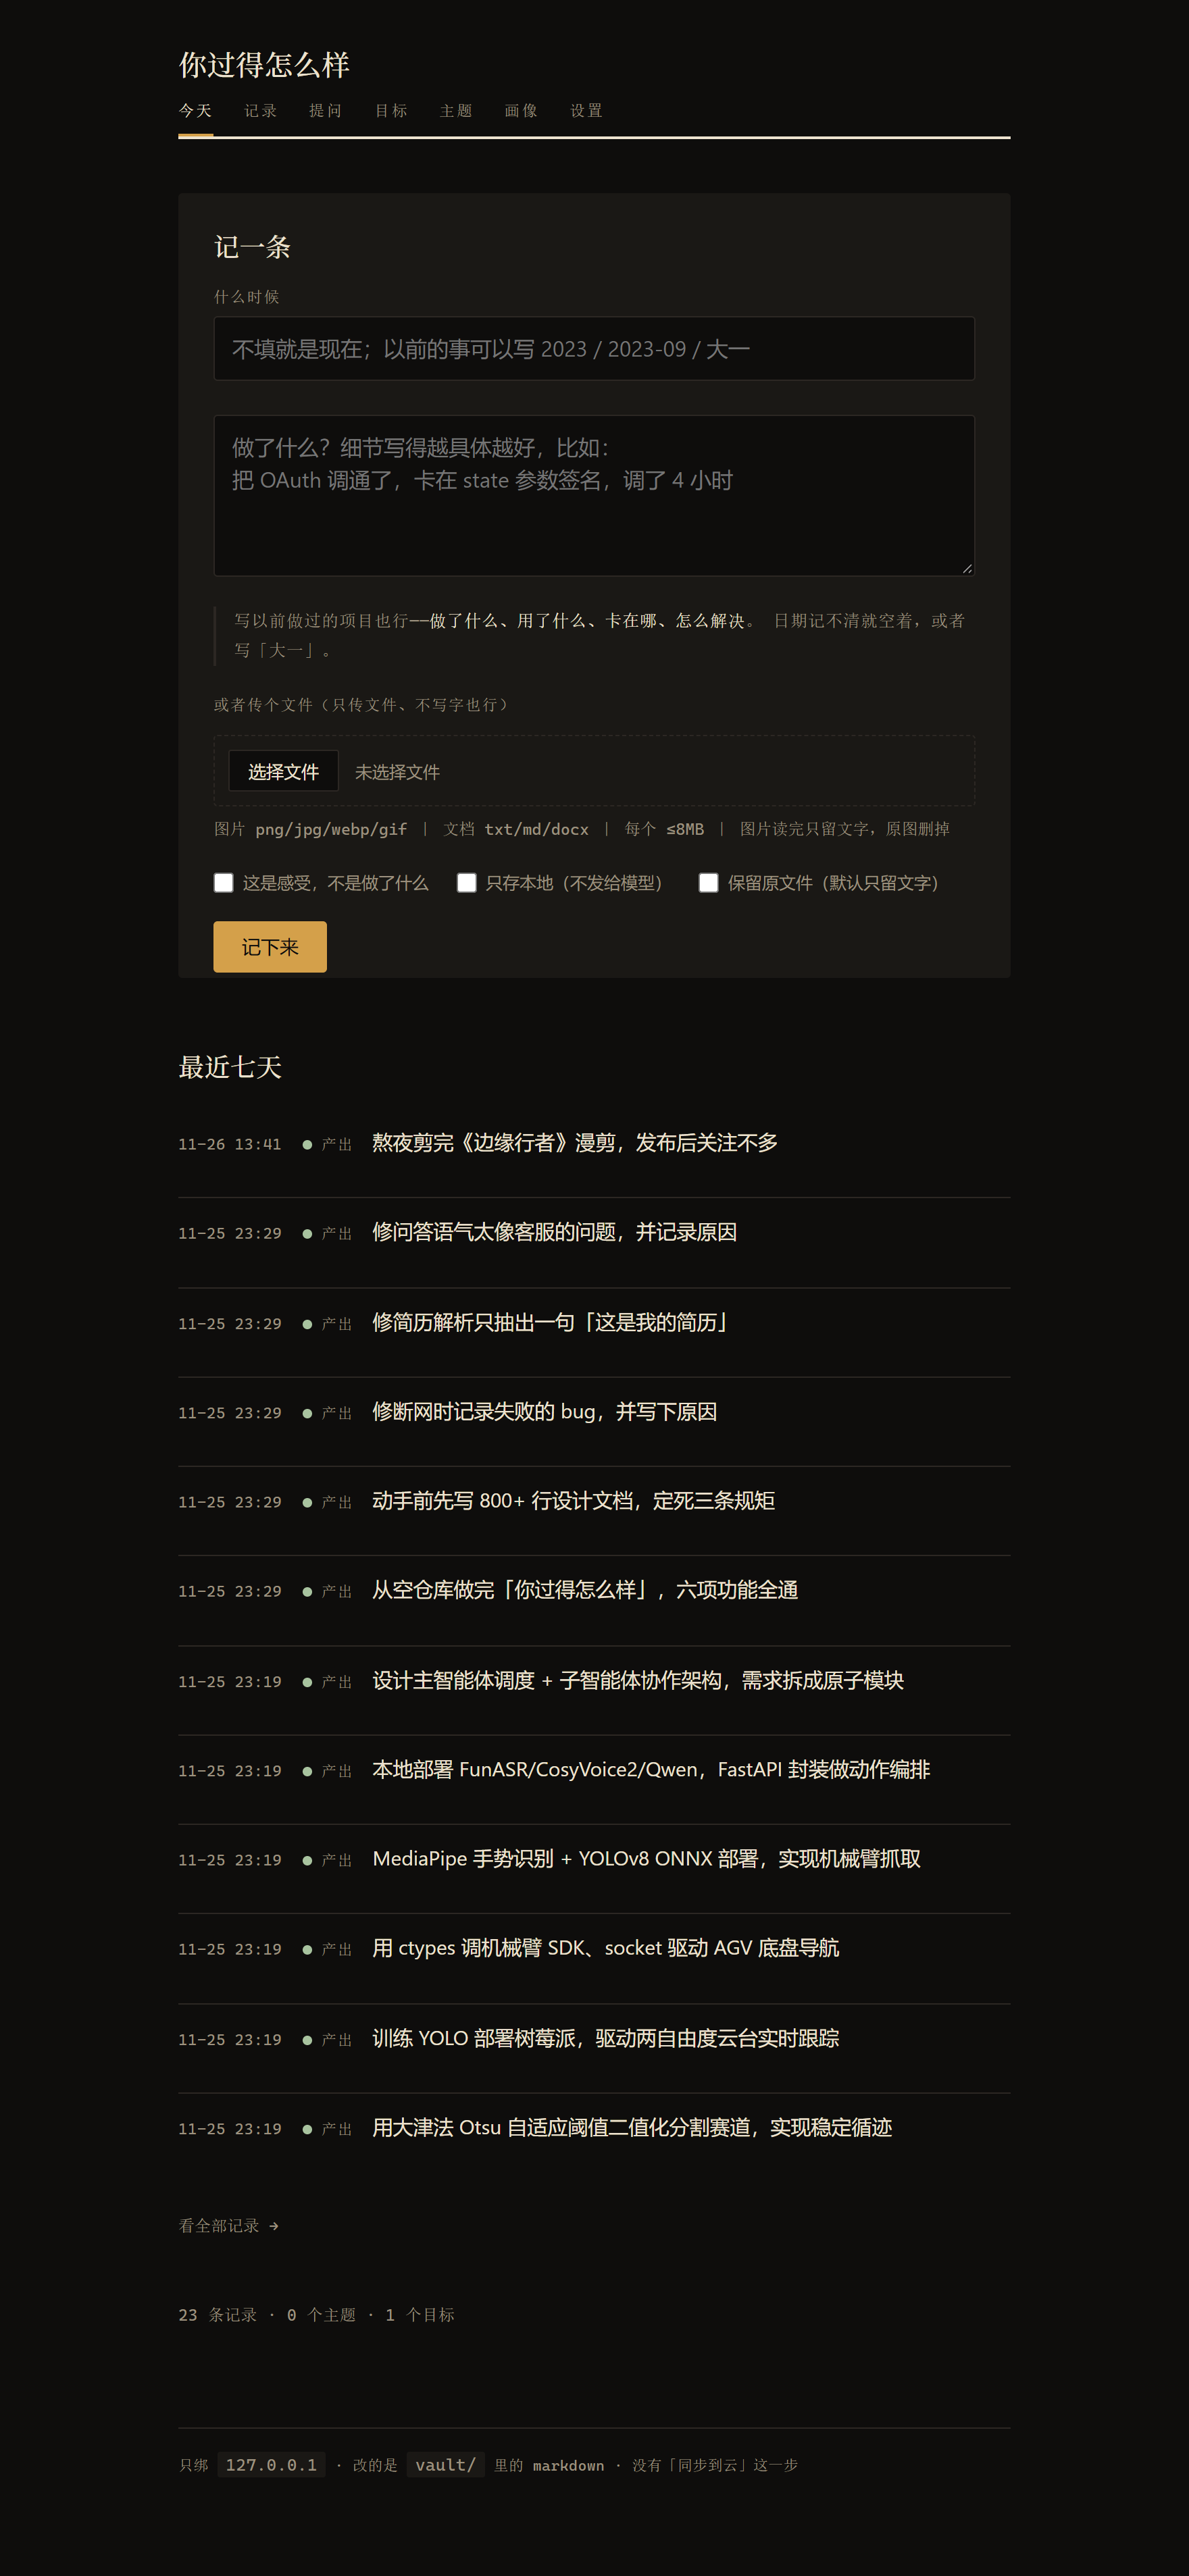 你过得怎么样
今天 记录 提问 目标 主题 画像 设置
记一条
什么时候
不填就是现在；以前的事可以写 2023 / 2023-09 / 大一
做了什么？细节写得越具体越好，比如：
把 OAuth 调通了，卡在 state 参数签名，调了 4 小时
写以前做过的项目也行——做了什么、用了什么、卡在哪、怎么解决。 日期记不清就空着，或者
写「大一」。
或者传个文件（只传文件、不写字也行）
选择文件 未选择文件
图片 png/jpg/webp/gif | 文档 txt/md/docx | 每个 ≤8MB | 图片读完只留文字，原图删掉
这是感受，不是做了什么 只存本地（不发给模型） 保留原文件（默认只留文字）
记下来
最近七天
11-26 13:41 产出 熬夜剪完《边缘行者》漫剪，发布后关注不多
11-25 23:29 产出 修问答语气太像客服的问题，并记录原因
11-25 23:29 产出 修简历解析只抽出一句「这是我的简历」
11-25 23:29 产出 修断网时记录失败的 bug，并写下原因
11-25 23:29 产出 动手前先写 800+ 行设计文档，定死三条规矩
11-25 23:29 产出 从空仓库做完「你过得怎么样」，六项功能全通
11-25 23:19 产出 设计主智能体调度 + 子智能体协作架构，需求拆成原子模块
11-25 23:19 产出 本地部署 FunASR/CosyVoice2/Qwen，FastAPI 封装做动作编排
11-25 23:19 产出 MediaPipe 手势识别 + YOLOv8 ONNX 部署，实现机械臂抓取
11-25 23:19 产出 用 ctypes 调机械臂 SDK、socket 驱动 AGV 底盘导航
11-25 23:19 产出 训练 YOLO 部署树莓派，驱动两自由度云台实时跟踪
11-25 23:19 产出 用大津法 Otsu 自适应阈值二值化分割赛道，实现稳定循迹
看全部记录 →
23 条记录 · 0 个主题 · 1 个目标
只绑 127.0.0.1 · 改的是 vault/ 里的 markdown · 没有「同步到云」这一步